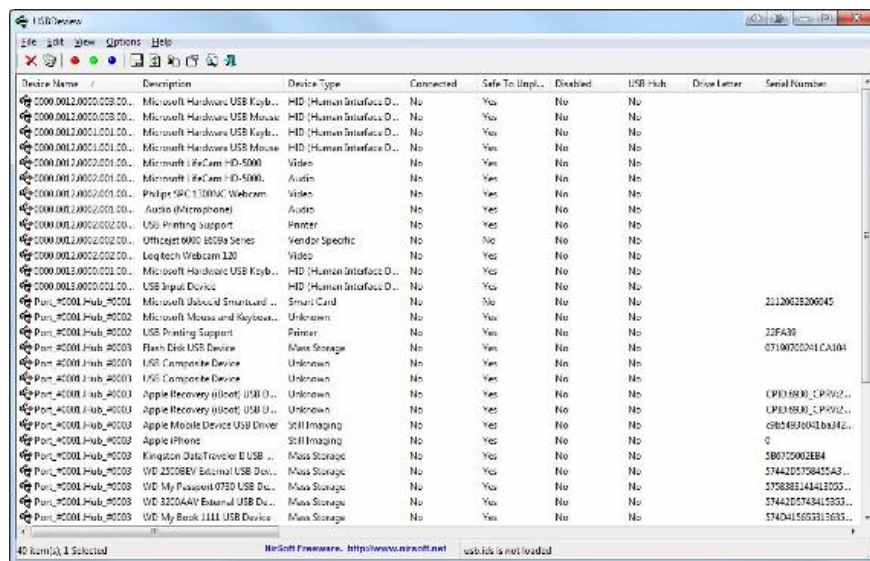 USBDeview
File Edit View Options Help
Device Name / Description Device Type Connected Safe To Unpl... Disabled USB Hub Drive Letter Serial Number
0000.0012.0000.003.00... Microsoft Hardware USB Keyb... HID (Human Interface D... No Yes No No
0000.0012.0000.003.00... Microsoft Hardware USB Mouse HID (Human Interface D... No Yes No No
0000.0012.0001.001.00... Microsoft Hardware USB Keyb... HID (Human Interface D... No Yes No No
0000.0012.0001.001.00... Microsoft Hardware USB Mouse HID (Human Interface D... No Yes No No
0000.0012.0002.001.00... Microsoft LifeCam HD-5000 Video No Yes No No
0000.0012.0002.001.00... Microsoft LifeCam HD-5000. Audio No Yes No No
0000.0012.0002.001.00... Philips SPC 1300NC Webcam Video No Yes No No
0000.0012.0002.001.00... Audio (Microphone) Audio No Yes No No
0000.0012.0002.002.00... USB Printing Support Printer No Yes No No
0000.0012.0002.002.00... Officejet 6000 E609a Series Vendor Specific No No No No
0000.0012.0002.002.00... Logitech Webcam 120 Video No Yes No No
0000.0013.0000.001.00... Microsoft Hardware USB Keyb... HID (Human Interface D... No Yes No No
0000.0013.0000.001.00... USB Input Device HID (Human Interface D... No Yes No No
Port_#0001.Hub_#0001 Microsoft Usbccid Smartcard ... Smart Card No No No No 21120628206045
Port_#0001.Hub_#0002 Microsoft Mouse and Keyboar... Unknown No Yes No No
Port_#0001.Hub_#0002 USB Printing Support Printer No Yes No No 22FA39
Port_#0001.Hub_#0003 Flash Disk USB Device Mass Storage No Yes No No 07190700241CA104
Port_#0001.Hub_#0003 USB Composite Device Unknown No Yes No No
Port_#0001.Hub_#0003 USB Composite Device Unknown No Yes No No
Port_#0001.Hub_#0003 Apple Recovery (iBoot) USB D... Unknown No Yes No No CPID:8930_CPRV:2...
Port_#0001.Hub_#0003 Apple Recovery (iBoot) USB D... Unknown No Yes No No CPID:8930_CPRV:2...
Port_#0001.Hub_#0003 Apple Mobile Device USB Driver Still Imaging No Yes No No
Port_#0001.Hub_#0003 Apple iPhone Still Imaging No Yes No No 0
Port_#0001.Hub_#0003 Kingston DataTraveler II USB ... Mass Storage No Yes No No 5B6705002EB4
Port_#0001.Hub_#0003 WD 2500BEV External USB Dev... Mass Storage No Yes No No 57442D5758455A3...
Port_#0001.Hub_#0003 WD My Passport 0730 USB De... Mass Storage No Yes No No
Port_#0001.Hub_#0003 WD 3200AAV External USB De... Mass Storage No Yes No No 57442D5743415355...
Port_#0001.Hub_#0003 WD My Book 1111 USB Device Mass Storage No Yes No No
40 item(s), 1 Selected NirSoft Freeware. http://www.nirsoft.net usb.ids is not loaded